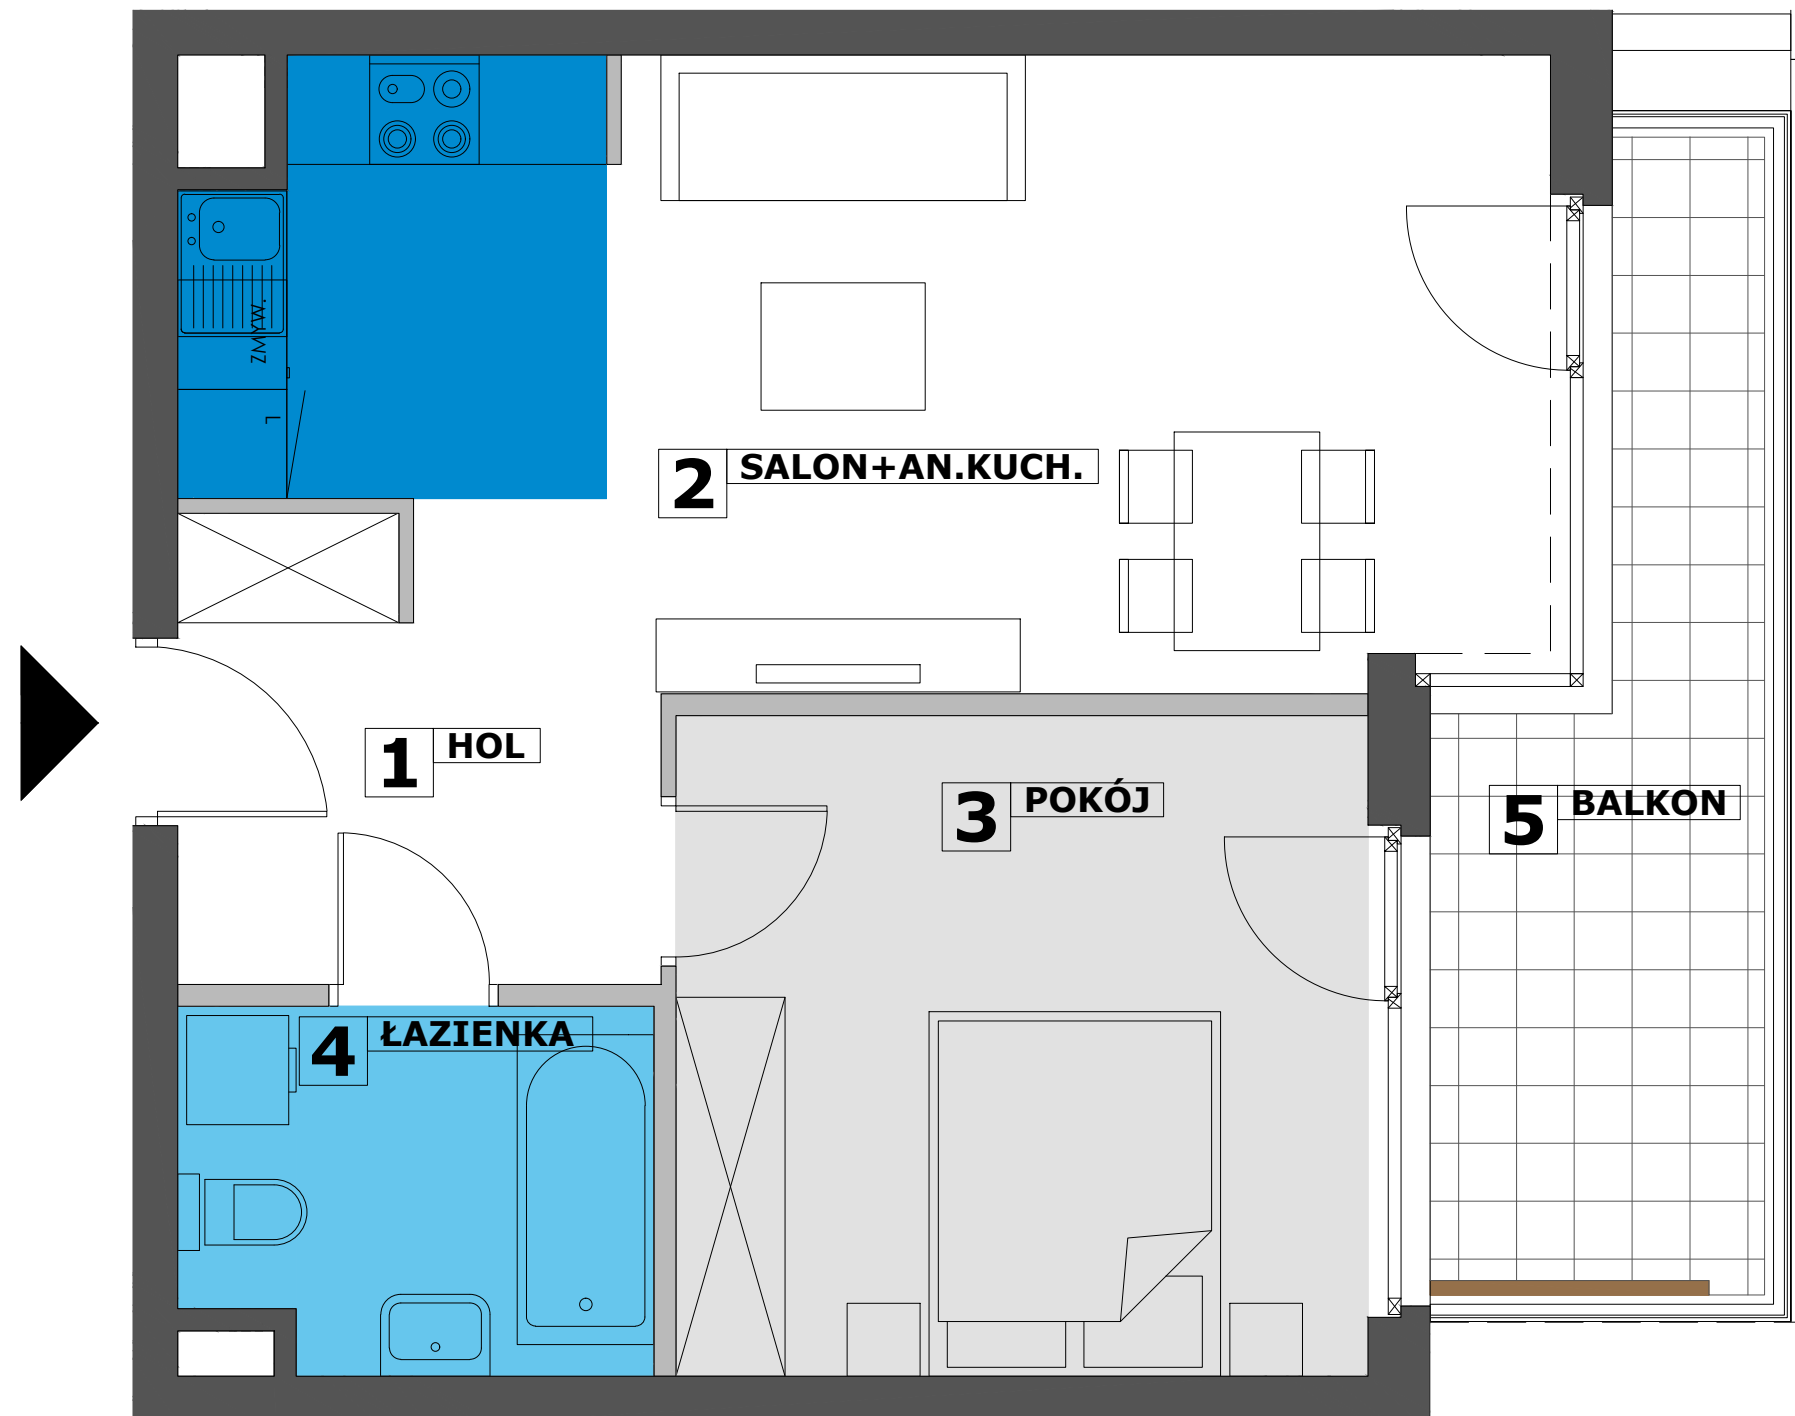 ZMYW.
L
2 SALON+AN.KUCH.
1 HOL
3 POKÓJ
5 BALKON
4 ŁAZIENKA